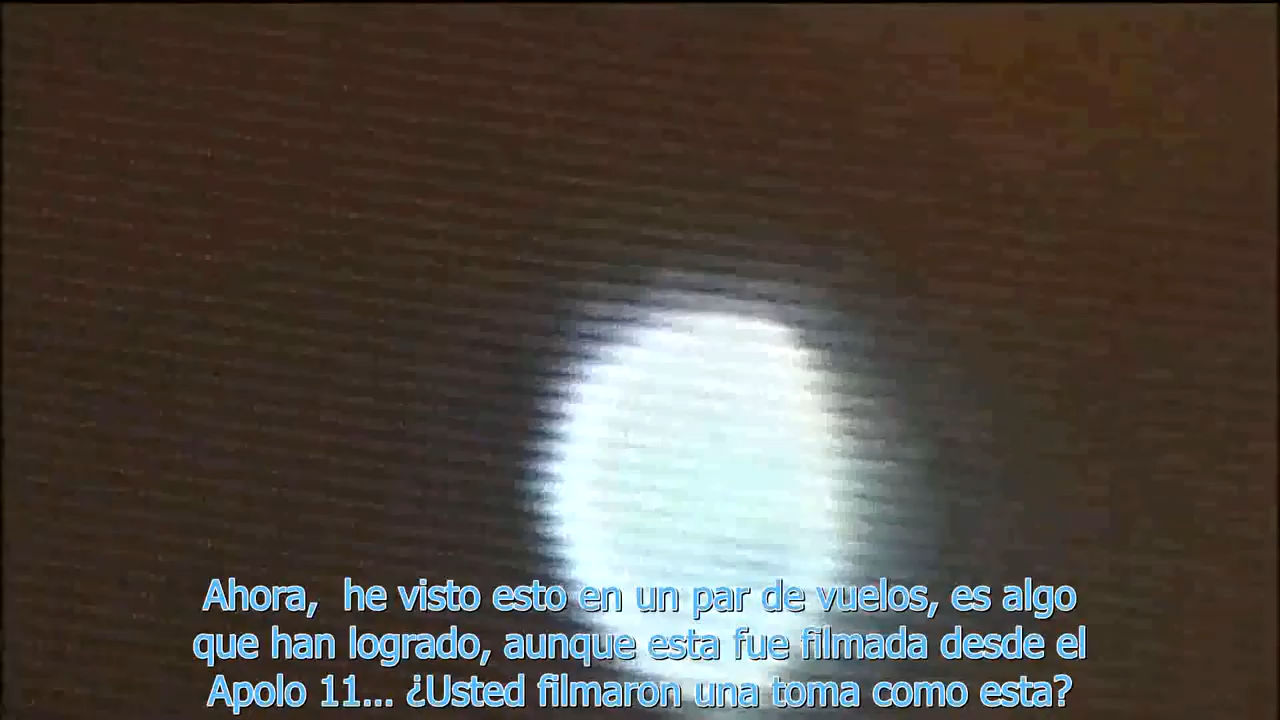 Ahora,  he visto esto en un par de vuelos, es algo
que han logrado, aunque esta fue filmada desde el
Apolo 11... ¿Usted filmaron una toma como esta?